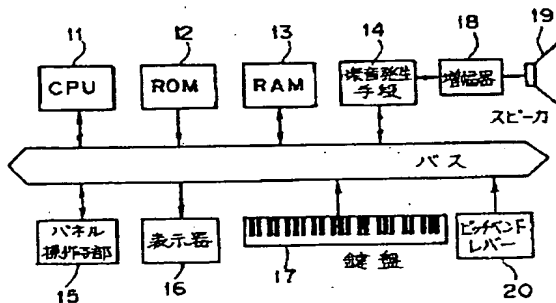 11
12
13
14
18
19
CPU
ROM
RAM
楽音発生
手段
増幅器
スピーカ
バス
パネル
操作子部
表示器
鍵盤
ピッチベンド
レバー
15
16
17
20